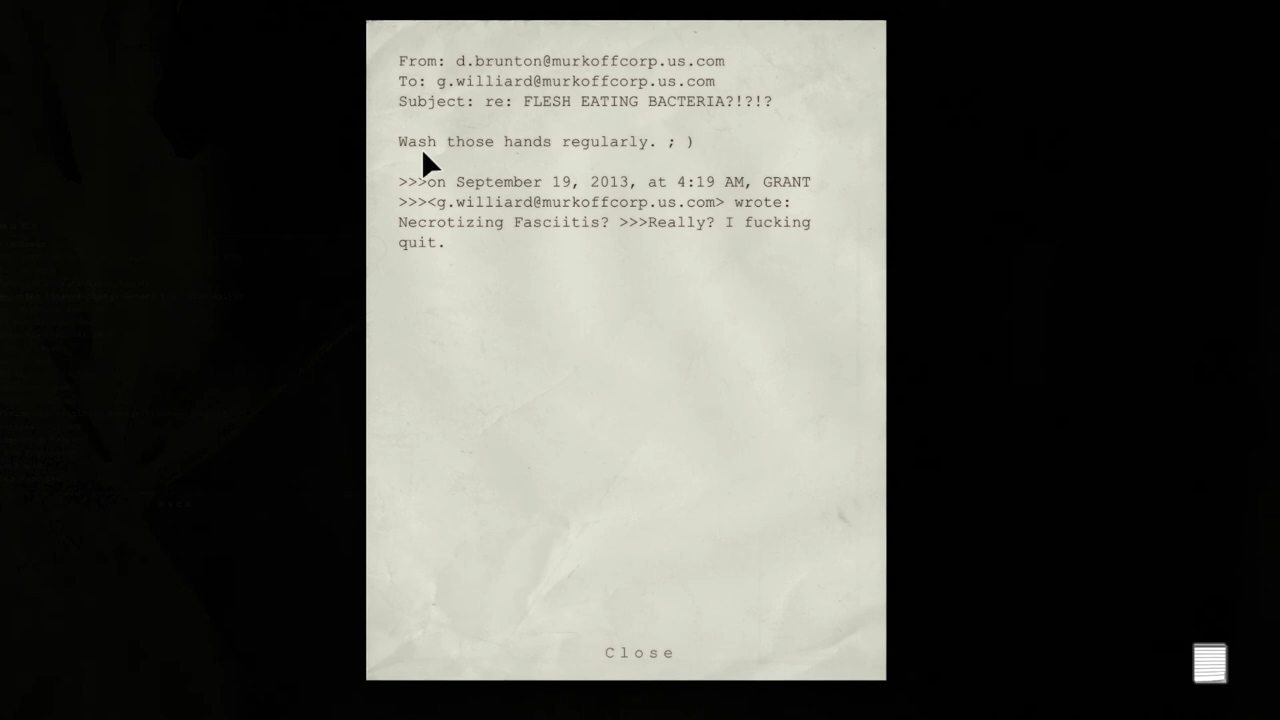 From: d.brunton@murkoffcorp.us.com
To: g.williard@murkoffcorp.us.com
Subject: re: FLESH EATING BACTERIA?!?!?
Wash those hands regularly. ; )
>>>on September 19, 2013, at 4:19 AM, GRANT
>>><g.williard@murkoffcorp.us.com> wrote:
Necrotizing Fasciitis? >>>Really? I fucking
quit.
Close